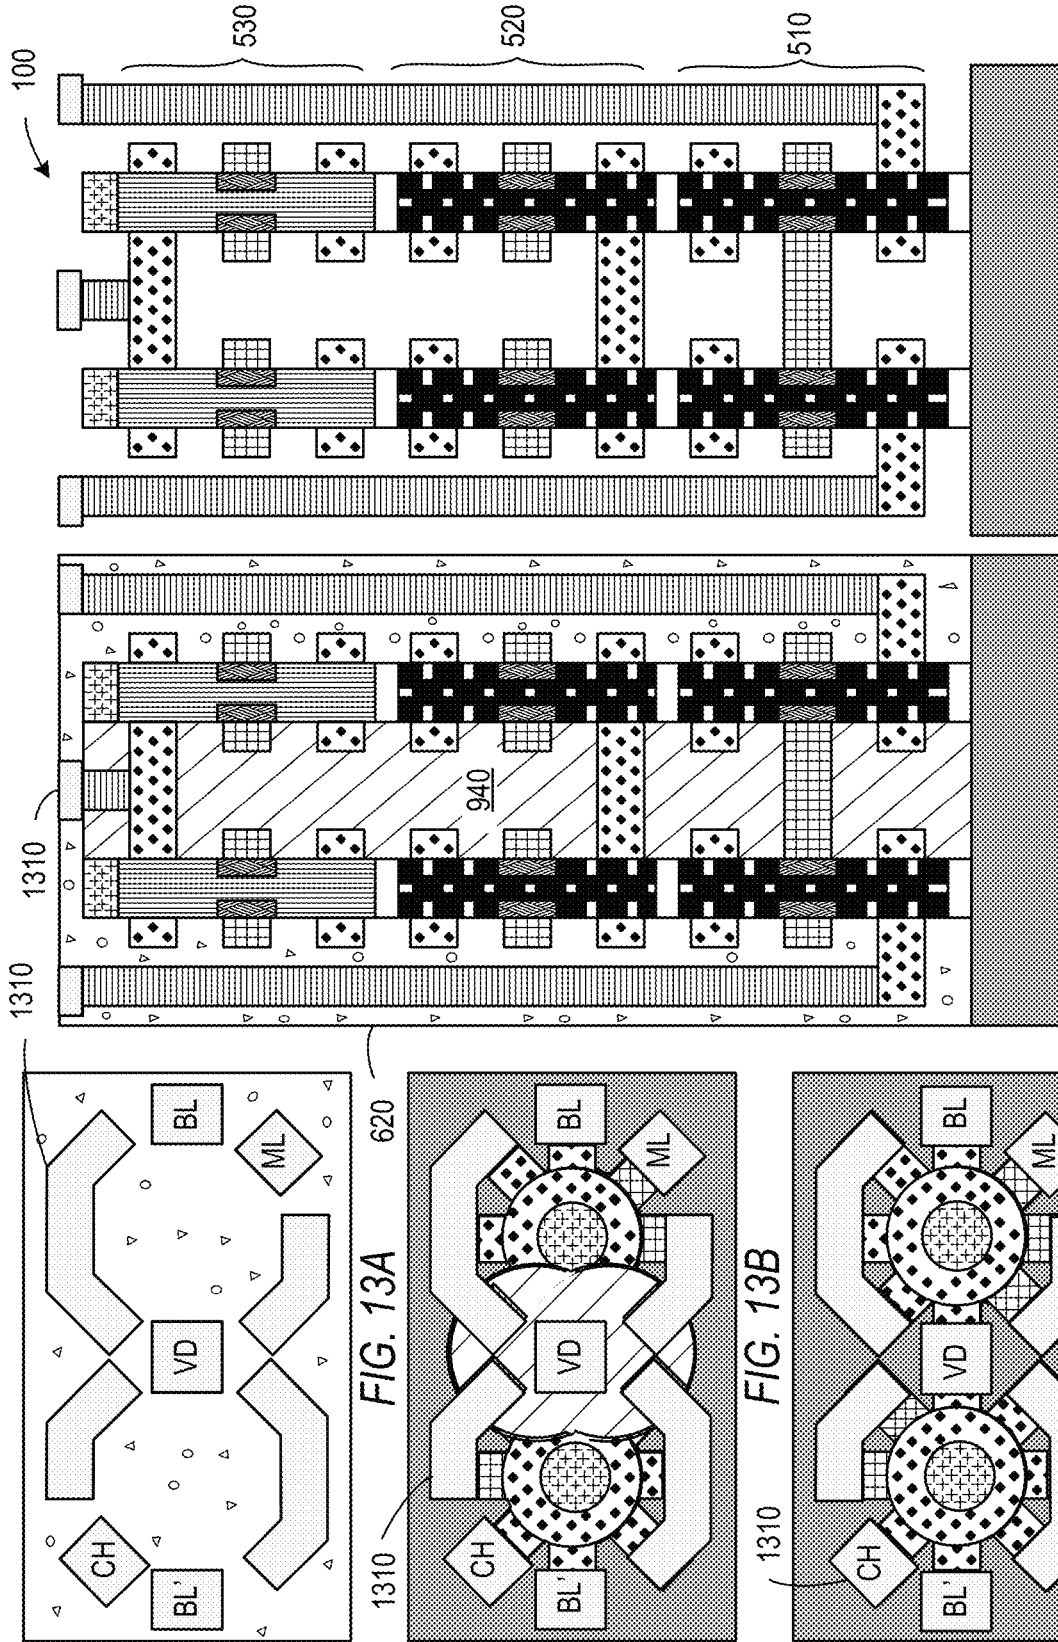 100
530
520
510
1310
1310
940
620
BL
ML
VD
CH
BL'
FIG. 13A
BL
ML
VD
CH
BL'
1310
FIG. 13B
BL
ML
VD
CH
BL'
1310